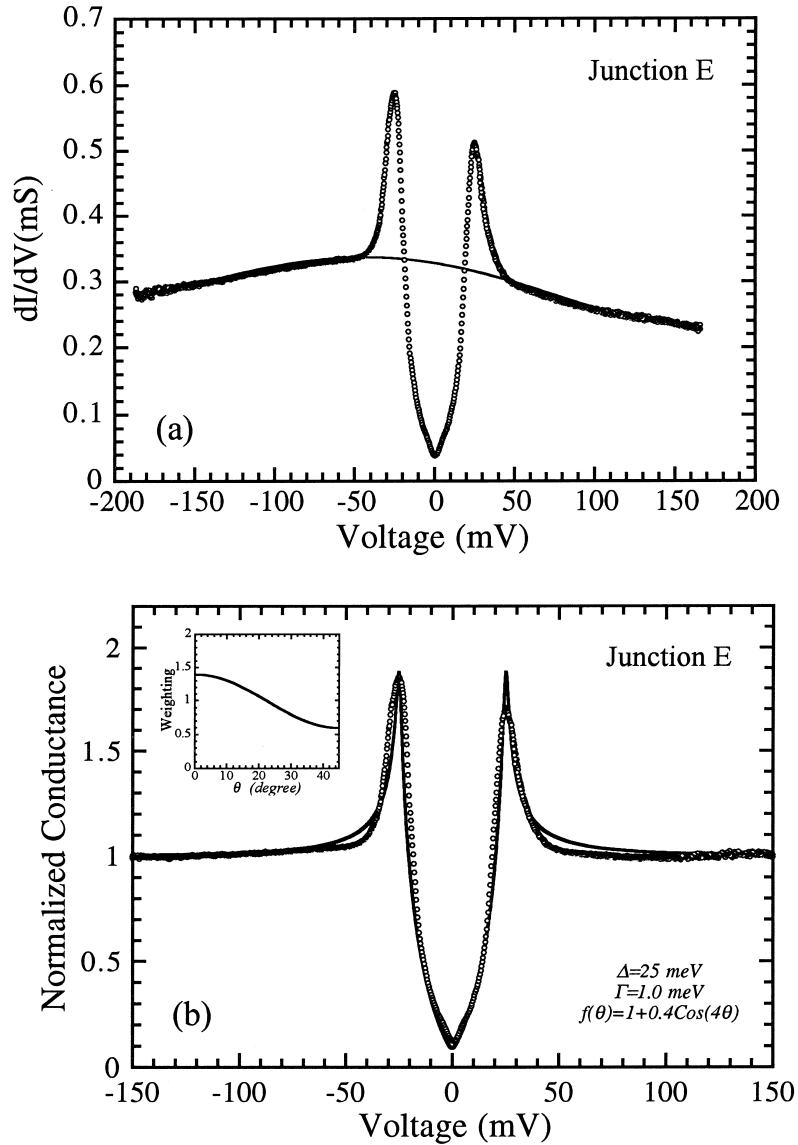 0.7
Junction E
0.6
0.5
0.4
dI/dV(mS)
0.3
0.2
0.1
(a)
0
-200 -150 -100 -50 0 50 100 150 200
Voltage (mV)
2
Junction E
2
1.5
Weighting
1
0.5
0
0 10 20 30 40
θ (degree)
1.5
Normalized Conductance
1
0.5
Δ=25 meV
Γ=1.0 meV
f(θ)=1+0.4Cos(4θ)
(b)
0
-150 -100 -50 0 50 100 150
Voltage (mV)